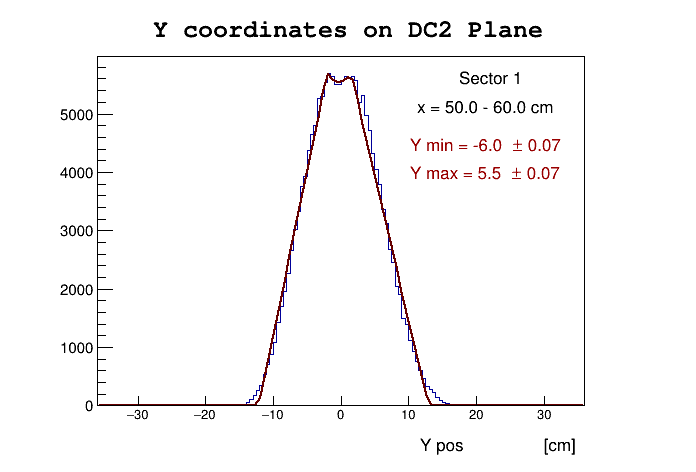 Y coordinates on DC2 Plane
Sector 1
x = 50.0 - 60.0 cm
Y min = -6.0 ± 0.07
Y max = 5.5 ± 0.07
5000
4000
3000
2000
1000
0
−30 −20 −10 0 10 20 30
Y pos [cm]